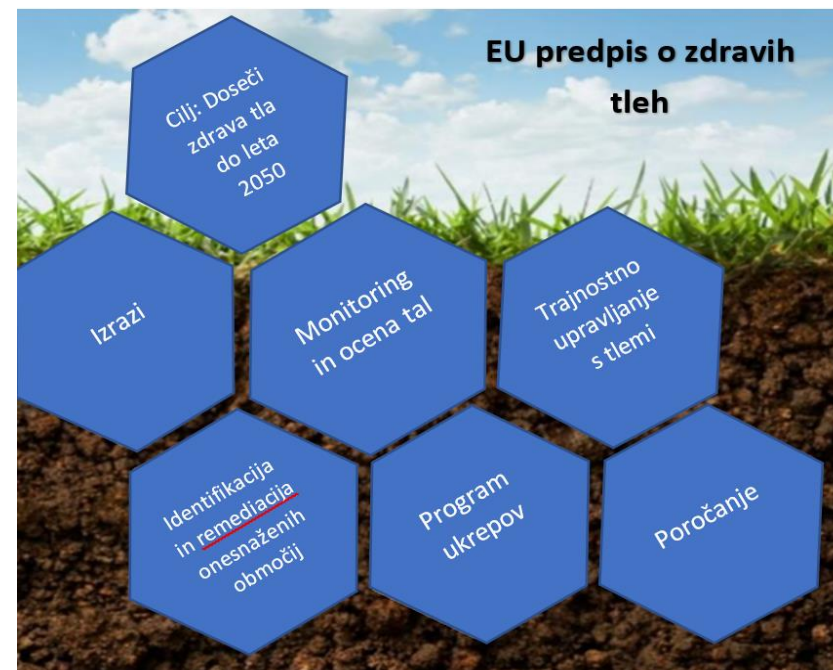 EU predpis o zdravih
tleh
Cilj: Doseči
zdrava tla
do leta
2050
Izrazi
Monitoring
in ocena tal
Trajnostno
upravljanje
s tlemi
Identifikacija
in remediacija
onesnaženih
območij
Program
ukrepov
Poročanje